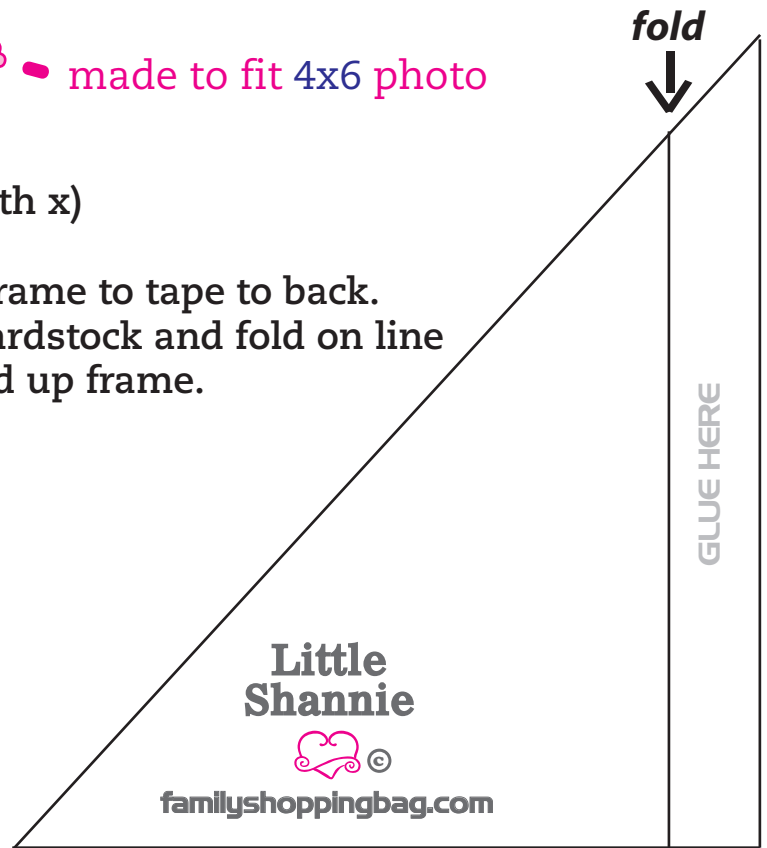 fold
made to fit 4x6 photo
th x)
rame to tape to back.
ardstock and fold on line
d up frame.
GLUE HERE
Little
Shannie
©
familyshoppingbag.com